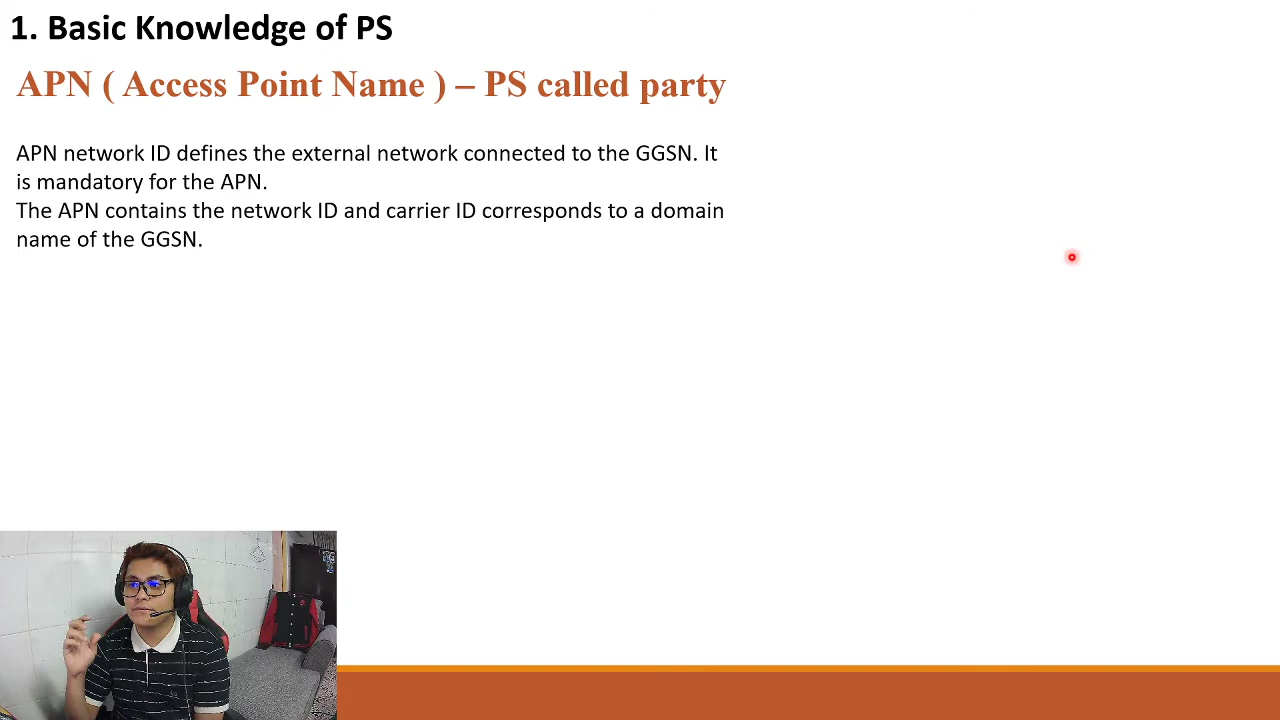 1. Basic Knowledge of PS
APN ( Access Point Name ) – PS called party
APN network ID defines the external network connected to the GGSN. It
is mandatory for the APN.
The APN contains the network ID and carrier ID corresponds to a domain
name of the GGSN.